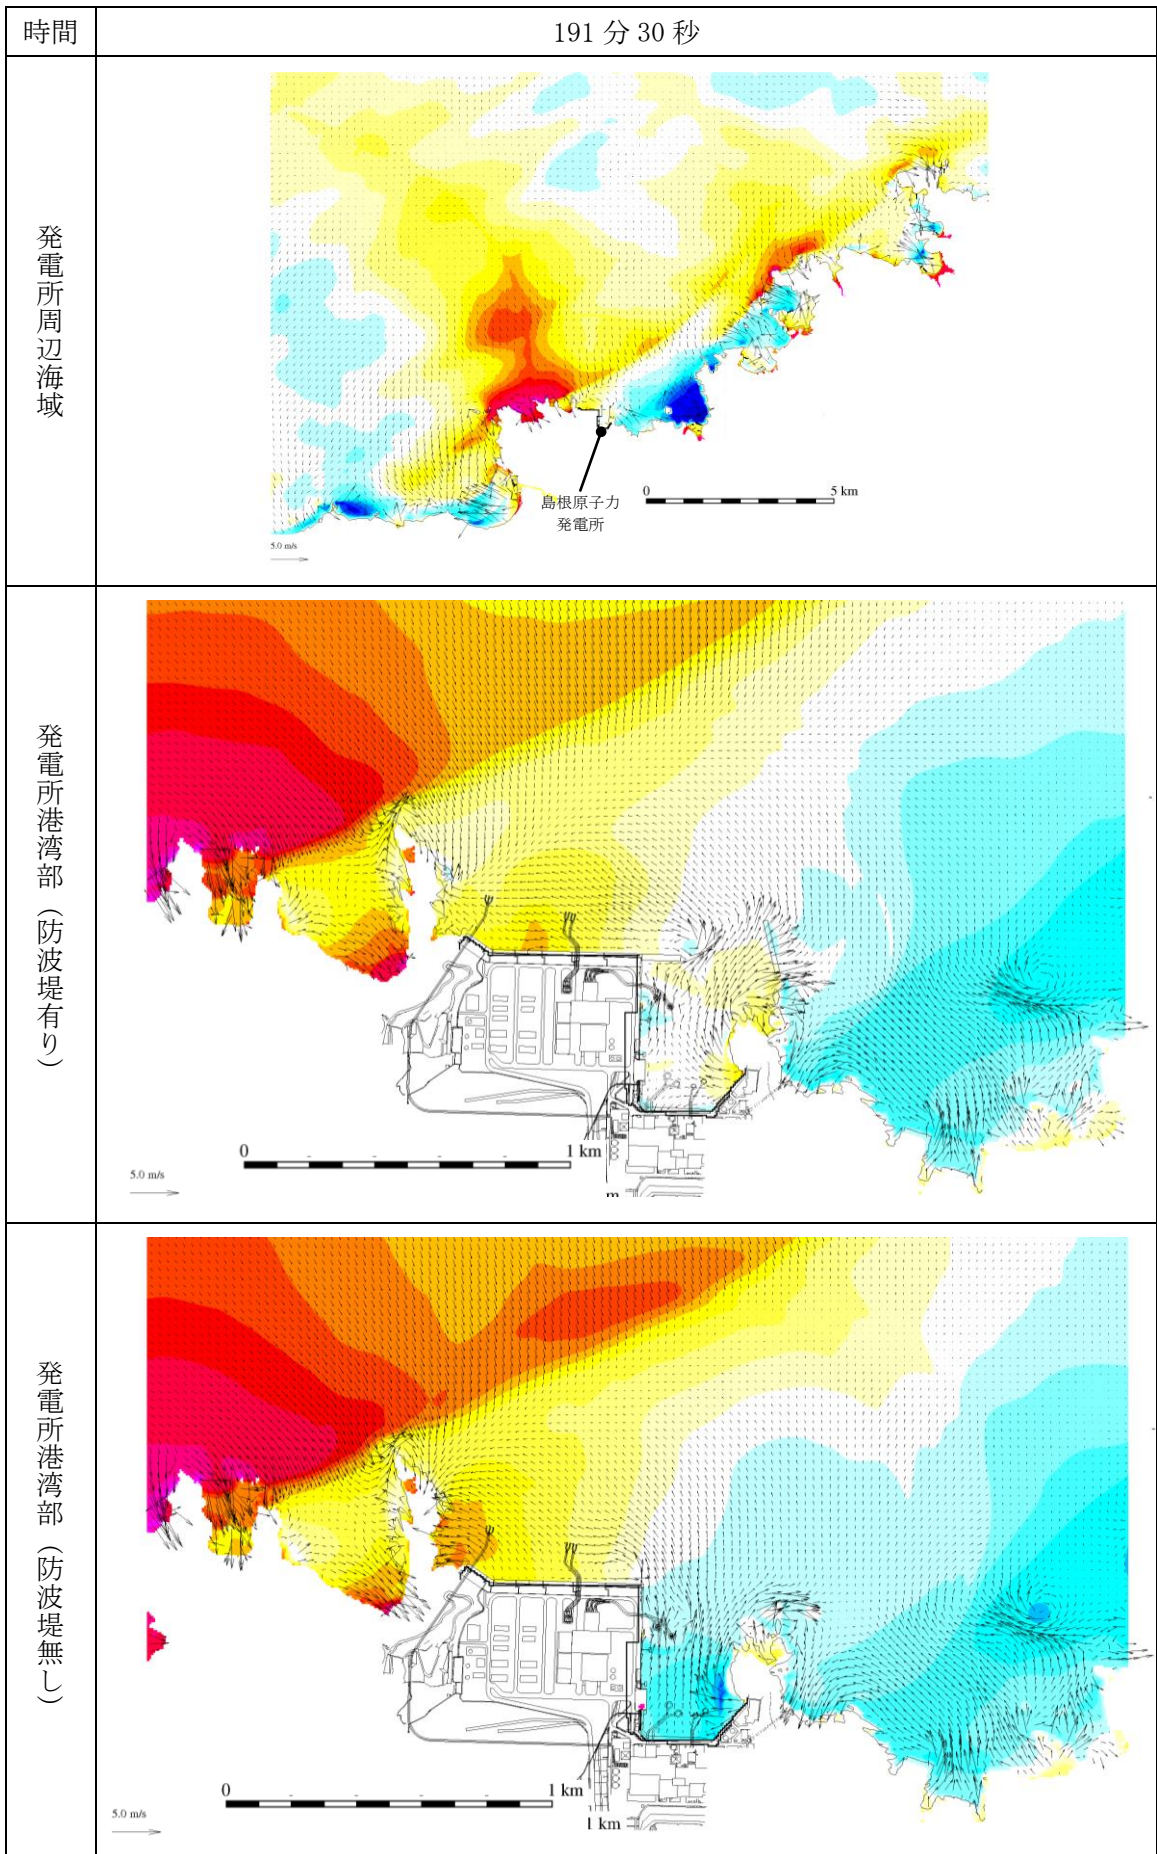 時間
191 分 30 秒
発電所周辺海域
島根原子力
発電所
0
5 km
5.0 m/s
発電所港湾部（防波堤有り）
0
1 km
5.0 m/s
m
発電所港湾部（防波堤無し）
0
1 km
5.0 m/s
1 km